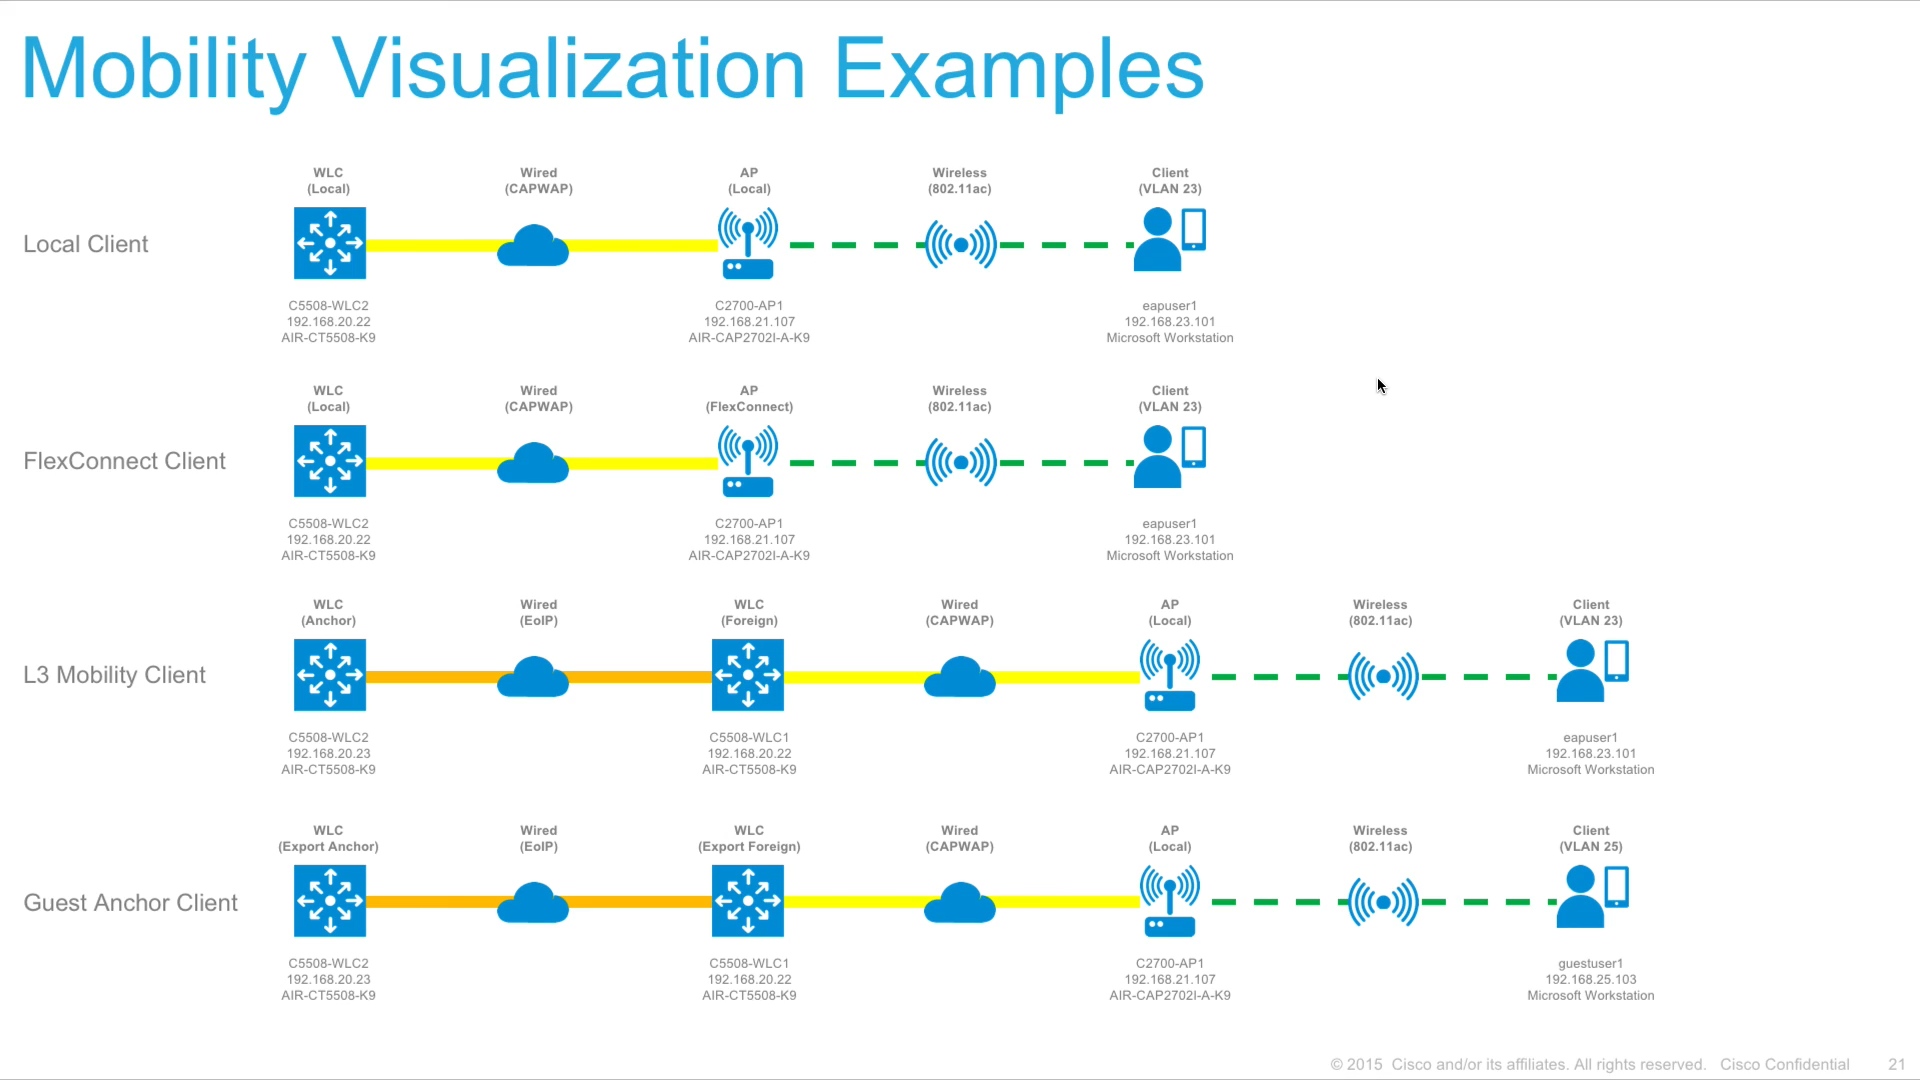 Mobility Visualization Examples
WLC
(Local)
Wired
(CAPWAP)
AP
(Local)
Wireless
(802.11ac)
Client
(VLAN 23)
Local Client
C5508-WLC2
192.168.20.22
AIR-CT5508-K9
C2700-AP1
192.168.21.107
AIR-CAP2702I-A-K9
eapuser1
192.168.23.101
Microsoft Workstation
WLC
(Local)
Wired
(CAPWAP)
AP
(FlexConnect)
Wireless
(802.11ac)
Client
(VLAN 23)
FlexConnect Client
C5508-WLC2
192.168.20.22
AIR-CT5508-K9
C2700-AP1
192.168.21.107
AIR-CAP2702I-A-K9
eapuser1
192.168.23.101
Microsoft Workstation
WLC
(Anchor)
Wired
(EoIP)
WLC
(Foreign)
Wired
(CAPWAP)
AP
(Local)
Wireless
(802.11ac)
Client
(VLAN 23)
L3 Mobility Client
C5508-WLC2
192.168.20.23
AIR-CT5508-K9
C5508-WLC1
192.168.20.22
AIR-CT5508-K9
C2700-AP1
192.168.21.107
AIR-CAP2702I-A-K9
eapuser1
192.168.23.101
Microsoft Workstation
WLC
(Export Anchor)
Wired
(EoIP)
WLC
(Export Foreign)
Wired
(CAPWAP)
AP
(Local)
Wireless
(802.11ac)
Client
(VLAN 25)
Guest Anchor Client
C5508-WLC2
192.168.20.23
AIR-CT5508-K9
C5508-WLC1
192.168.20.22
AIR-CT5508-K9
C2700-AP1
192.168.21.107
AIR-CAP2702I-A-K9
guestuser1
192.168.25.103
Microsoft Workstation
© 2015 Cisco and/or its affiliates. All rights reserved. Cisco Confidential 21